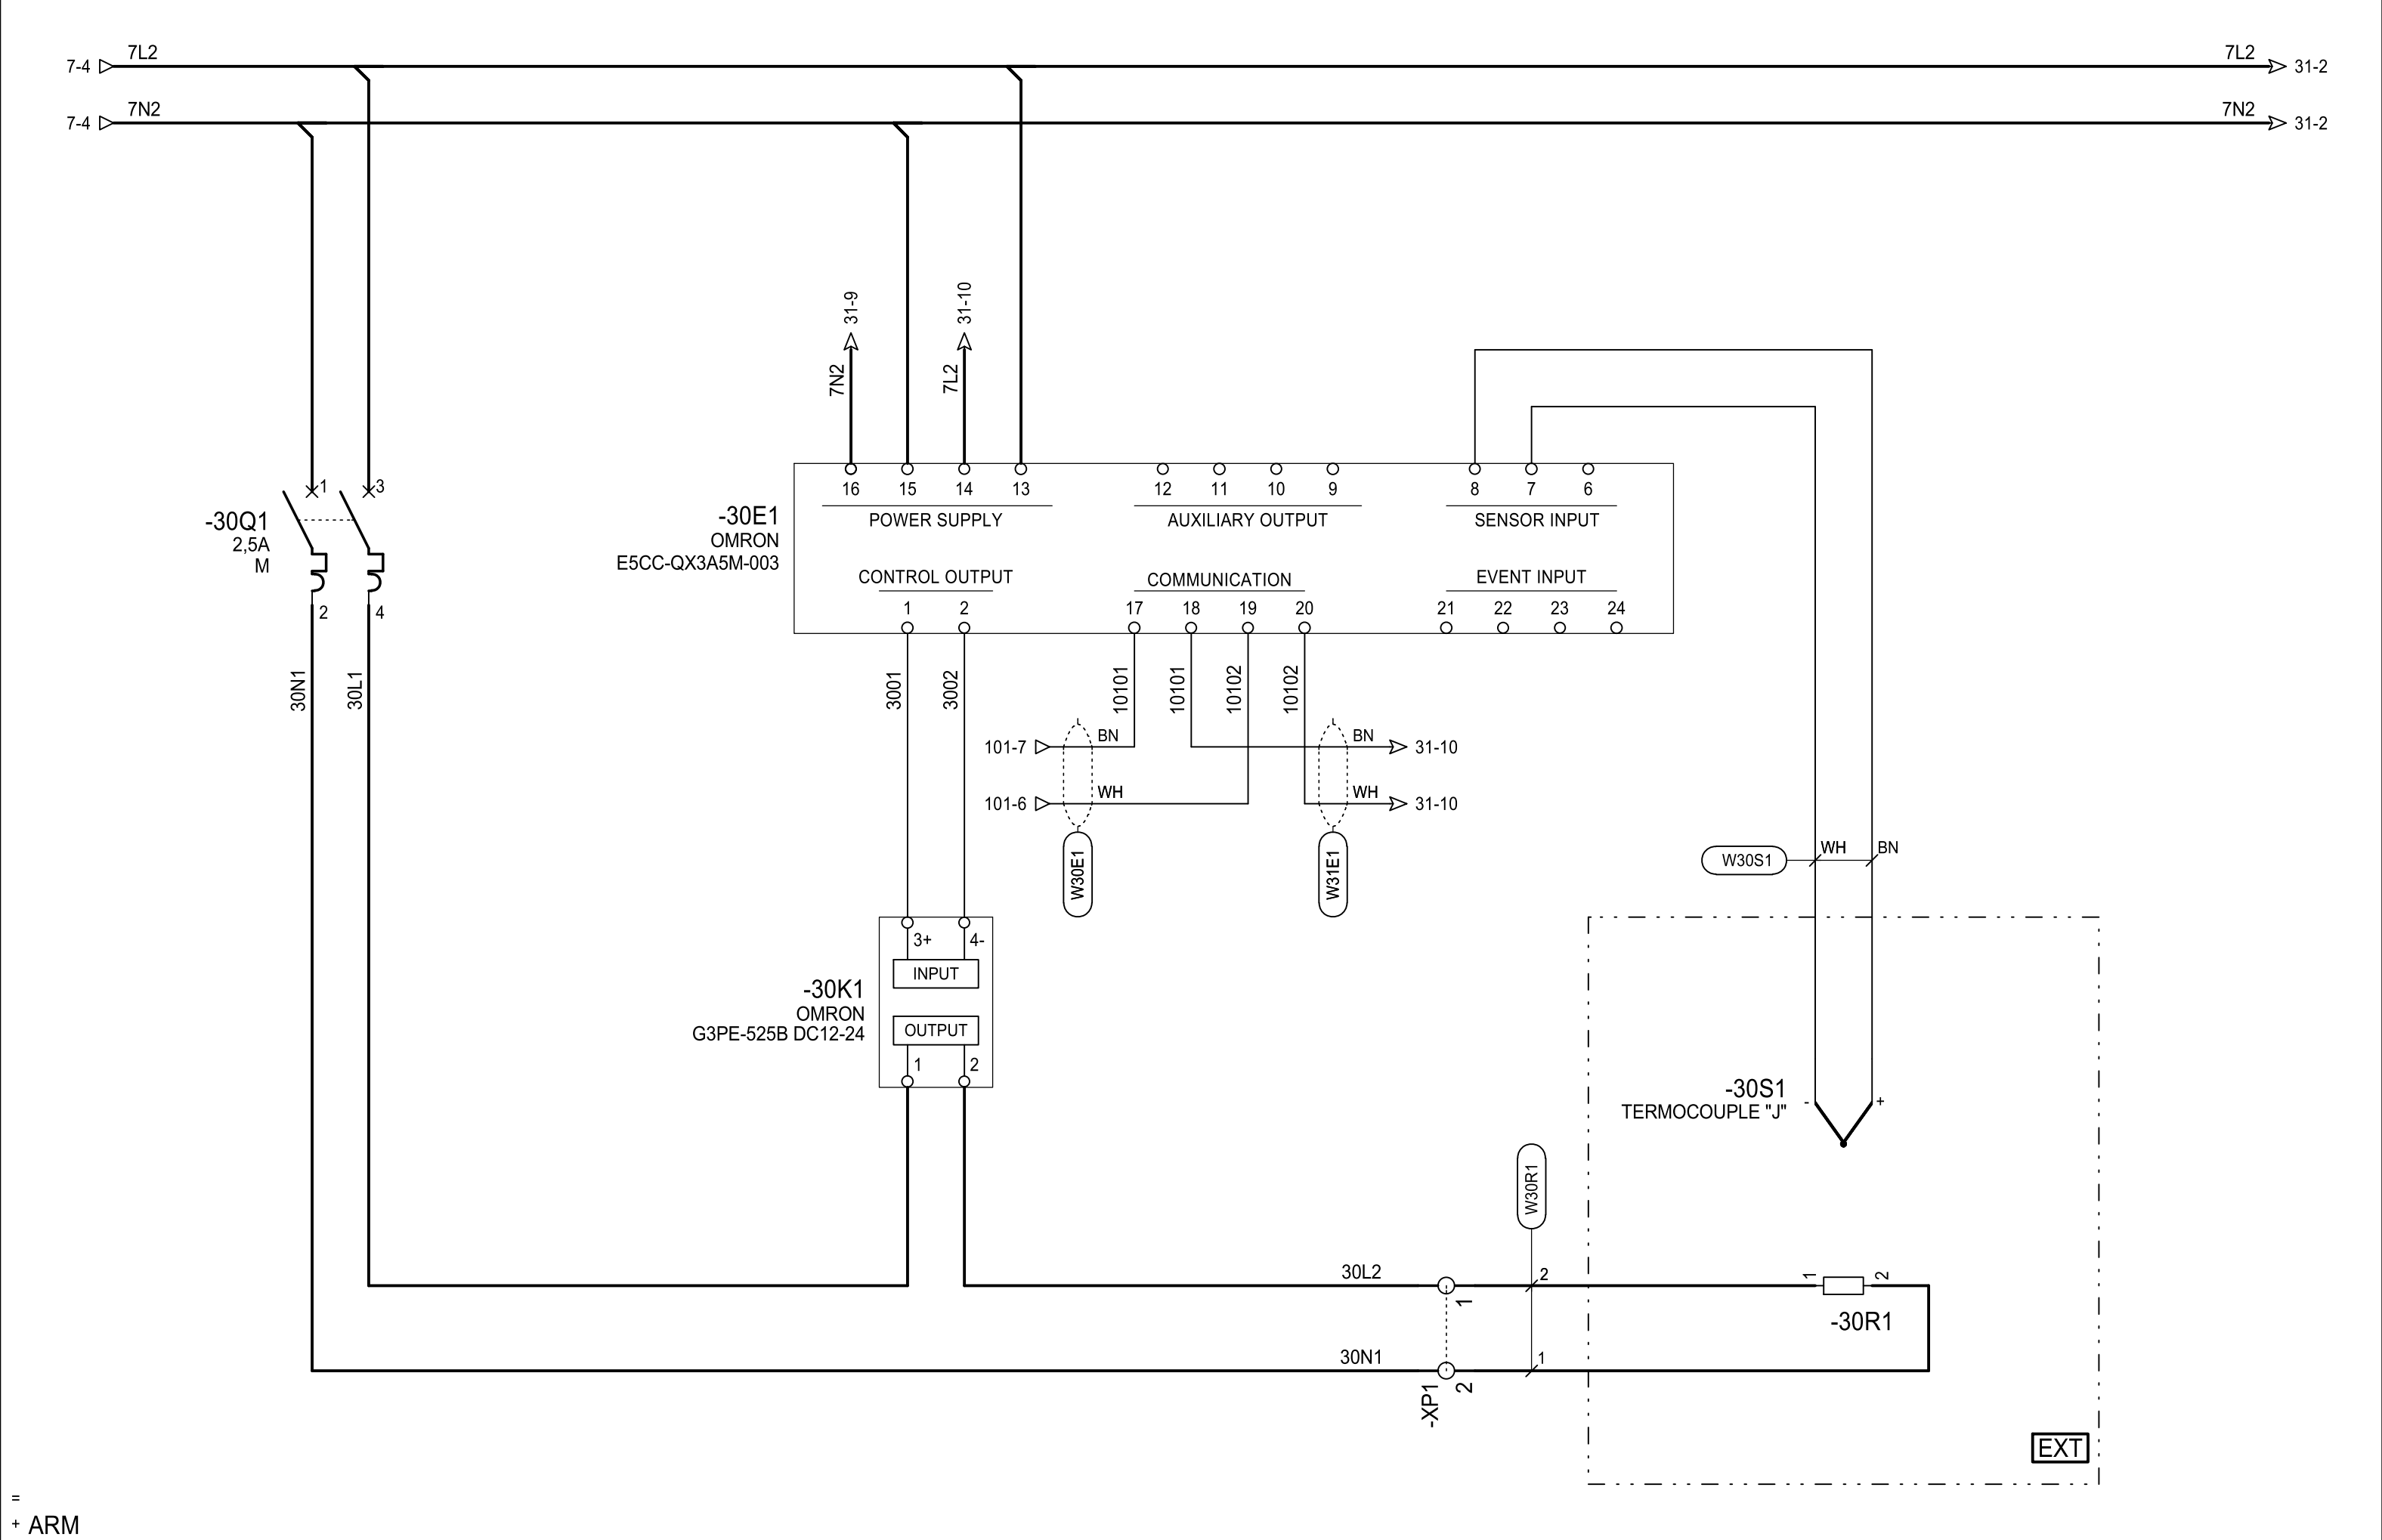 7L2
7-4
7L2
31-2
7N2
7-4
7N2
31-2
31-9
7N2
31-10
7L2
-30Q1
2,5A
M
1
3
2
4
30N1
30L1
-30E1
OMRON
E5CC-QX3A5M-003
16
15
14
13
POWER SUPPLY
12
11
10
9
AUXILIARY OUTPUT
8
7
6
SENSOR INPUT
CONTROL OUTPUT
1
2
COMMUNICATION
17
18
19
20
EVENT INPUT
21
22
23
24
3001
3002
10101
10101
10102
10102
101-7
BN
BN
31-10
101-6
WH
WH
31-10
W30E1
W31E1
W30S1
WH
BN
3+
4-
INPUT
-30K1
OMRON
G3PE-525B DC12-24
OUTPUT
1
2
-30S1
TERMOCOUPLE "J"
-
+
W30R1
30L2
1
2
1
2
-30R1
30N1
2
1
-XP1
EXT
=
+ ARM